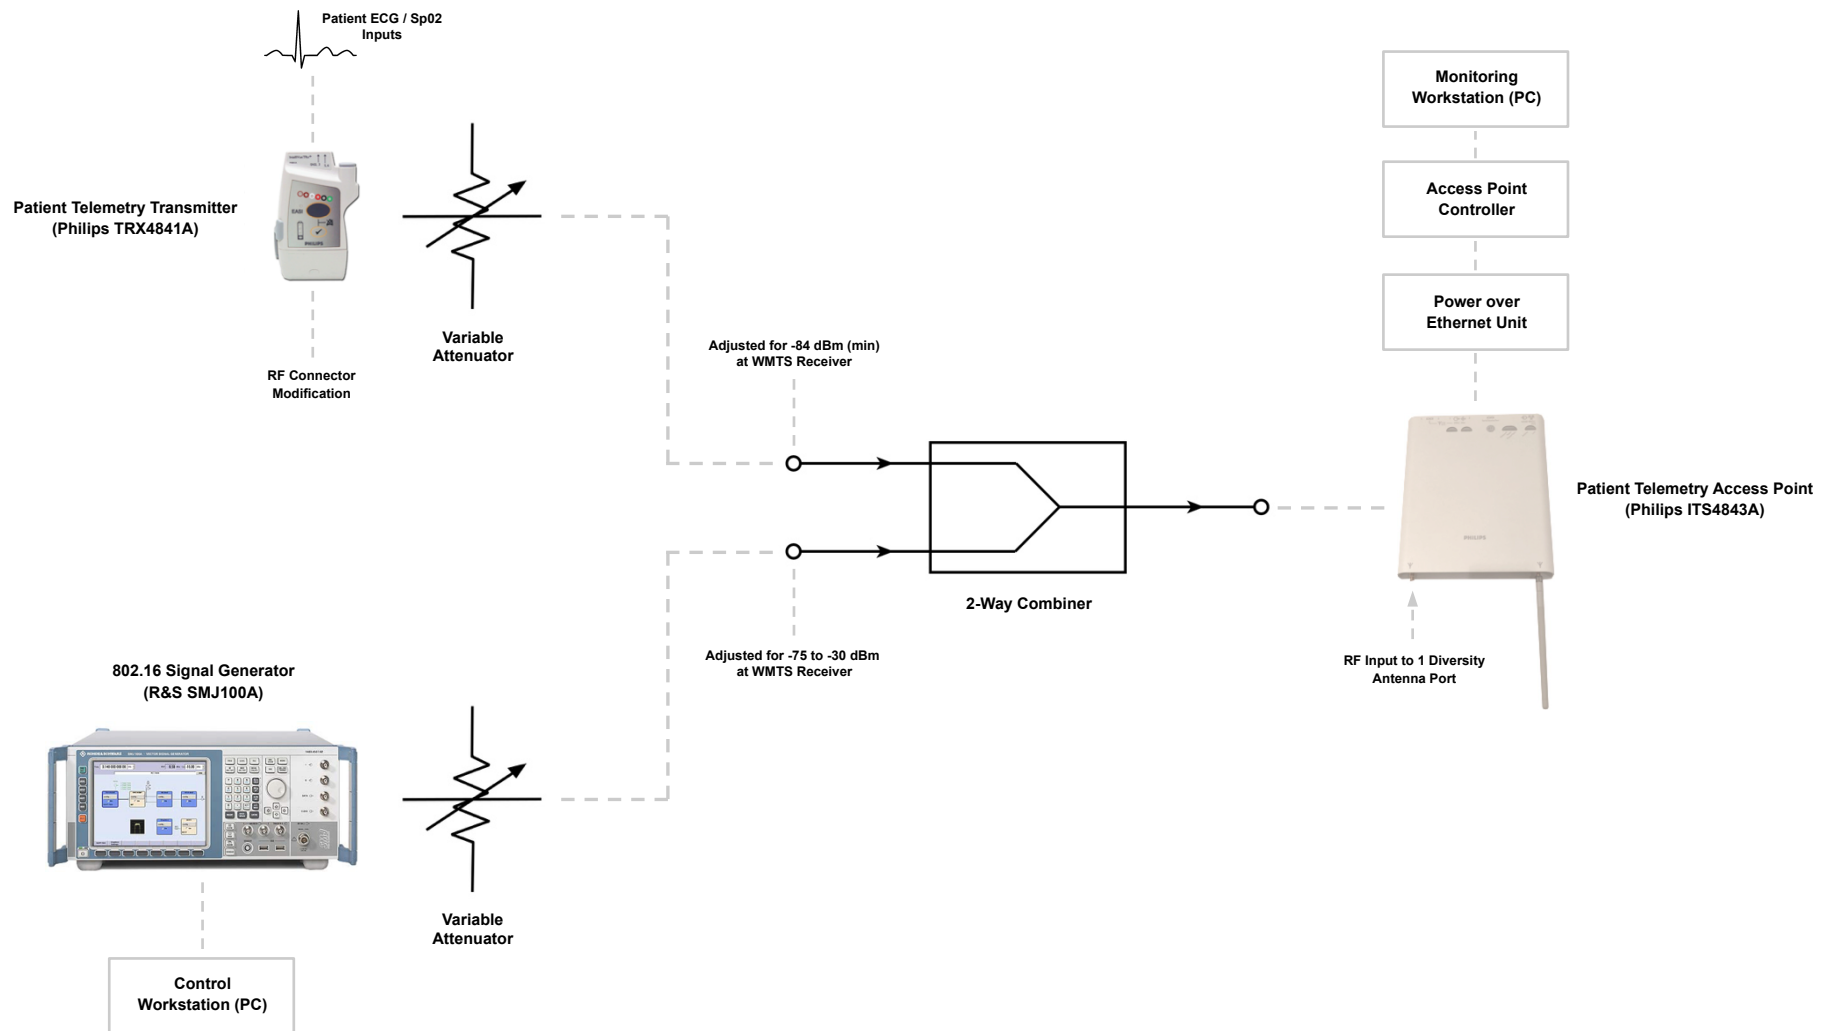 Patient ECG / Sp02
Inputs
Patient Telemetry Transmitter
(Philips TRX4841A)
PHILIPS
RF Connector
Modification
Variable
Attenuator
Adjusted for -84 dBm (min)
at WMTS Receiver
2-Way Combiner
Adjusted for -75 to -30 dBm
at WMTS Receiver
802.16 Signal Generator
(R&S SMJ100A)
Variable
Attenuator
Control
Workstation (PC)
Monitoring
Workstation (PC)
Access Point
Controller
Power over
Ethernet Unit
Patient Telemetry Access Point
(Philips ITS4843A)
PHILIPS
RF Input to 1 Diversity
Antenna Port